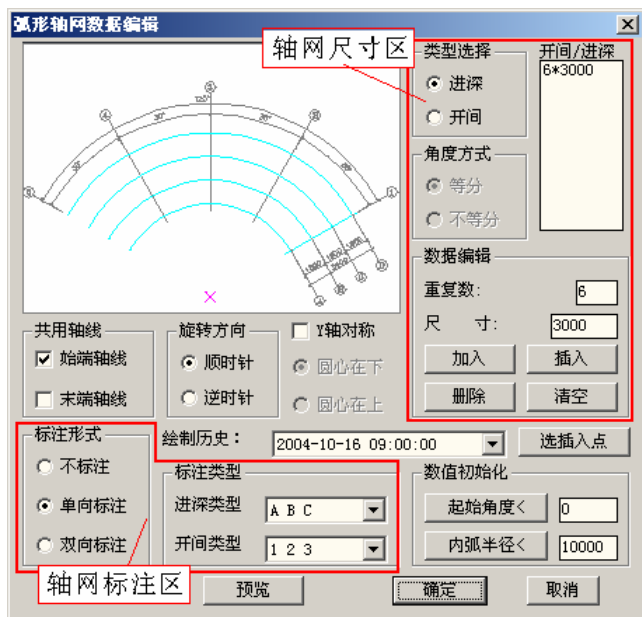 弧形轴网数据编辑
轴网尺寸区
类型选择
进深
开间
开间/进深
6*3000
角度方式
等分
不等分
数据编辑
重复数: 6
尺 寸: 3000
加入 插入
删除 清空
共用轴线
始端轴线
末端轴线
旋转方向
顺时针
逆时针
Y轴对称
圆心在下
圆心在上
标注形式
不标注
单向标注
双向标注
绘制历史: 2004-10-16 09:00:00
选插入点
标注类型
进深类型 A B C
开间类型 1 2 3
数值初始化
起始角度< 0
内弧半径< 10000
轴网标注区
预览 确定 取消